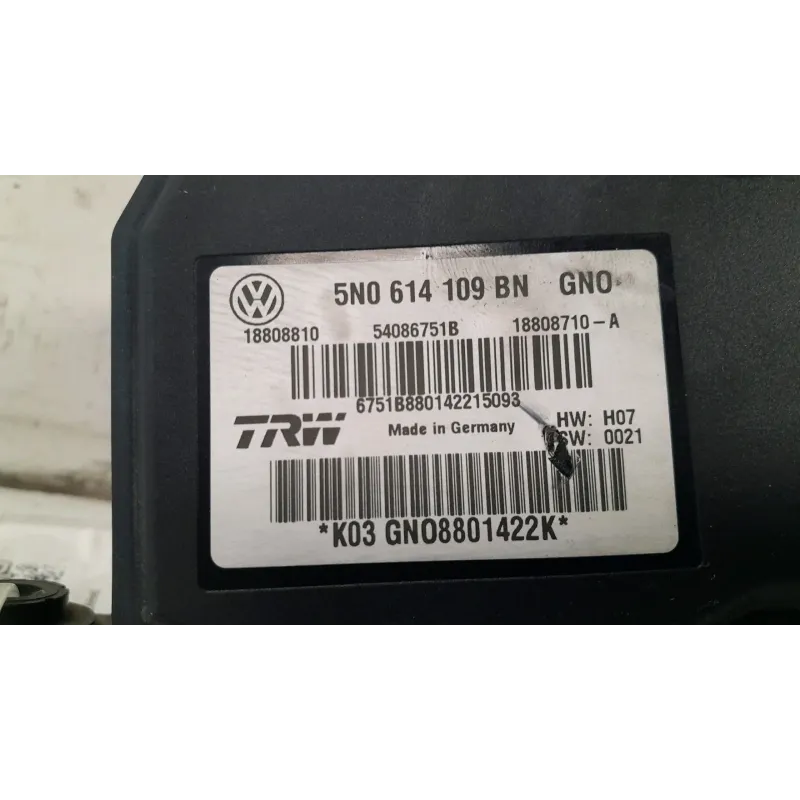 5N0 614 109 BN GNO
18808810 54086751B 18808710-A
6751B880142215093
TRW Made in Germany HW: H07
SW: 0021
*K03 GNO8801422K*